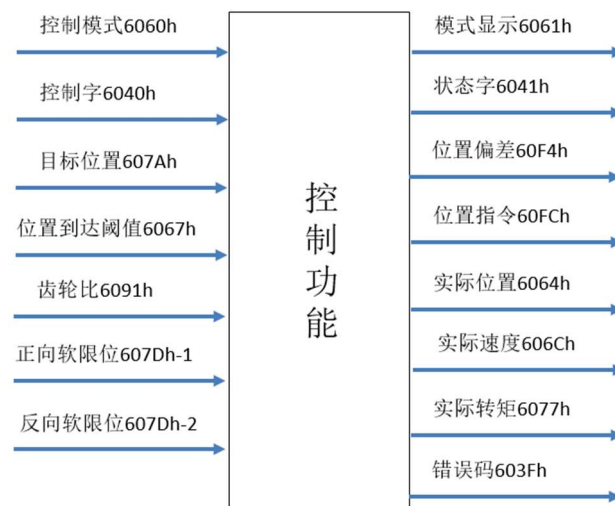 控制模式6060h
控制字6040h
目标位置607Ah
位置到达阈值6067h
齿轮比6091h
正向软限位607Dh-1
反向软限位607Dh-2
控
制
功
能
模式显示6061h
状态字6041h
位置偏差60F4h
位置指令60FCh
实际位置6064h
实际速度606Ch
实际转矩6077h
错误码603Fh